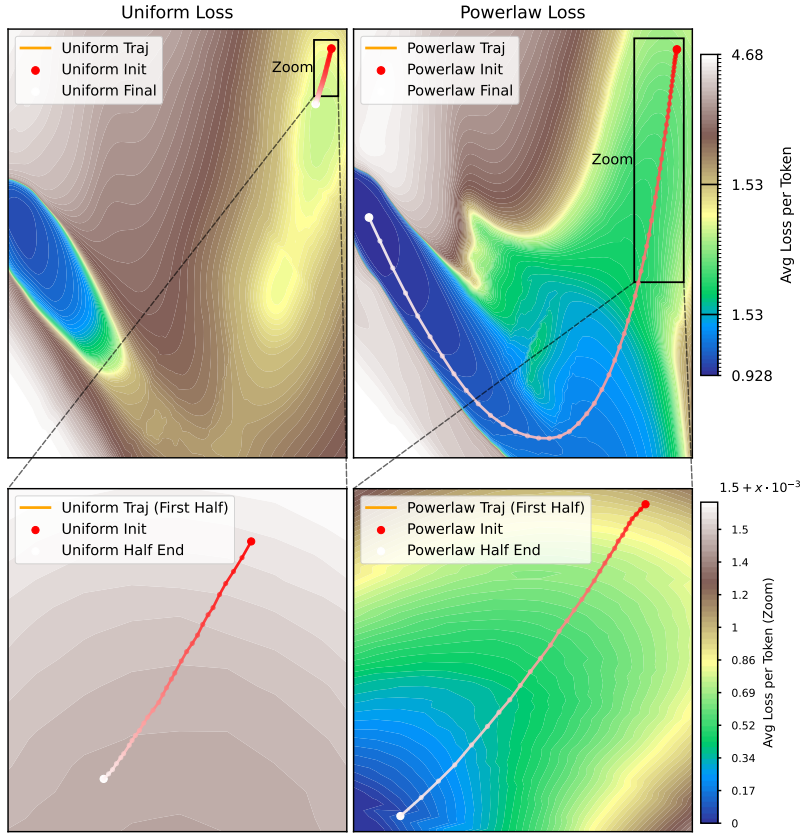 Uniform Loss
Uniform Traj
Uniform Init
Uniform Final
Zoom
Powerlaw Loss
Powerlaw Traj
Powerlaw Init
Powerlaw Final
Zoom
4.68
1.53
1.53
0.928
Avg Loss per Token
Uniform Traj (First Half)
Uniform Init
Uniform Half End
Powerlaw Traj (First Half)
Powerlaw Init
Powerlaw Half End
1.5 + x · 10⁻³
1.5
1.4
1.2
1
0.86
0.69
0.52
0.34
0.17
0
Avg Loss per Token (Zoom)